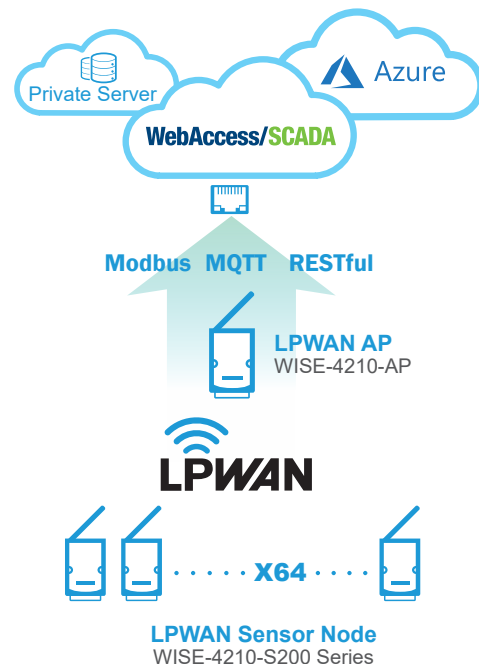 Private Server
Azure
WebAccess/SCADA
Modbus MQTT RESTful
LPWAN AP
WISE-4210-AP
LPWAN
X64
LPWAN Sensor Node
WISE-4210-S200 Series